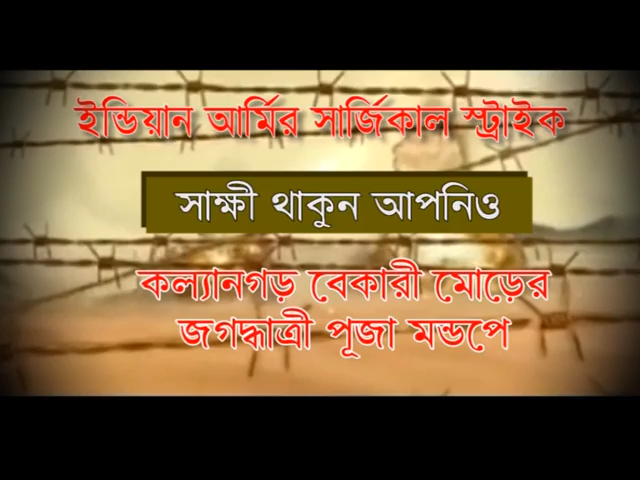 ইন্ডিয়ান আর্মির সার্জিকাল স্ট্রাইক
সাক্ষী থাকুন আপনিও
কল্যানগড় বেকারী মোড়ের
জগদ্ধাত্রী পূজা মন্ডপে